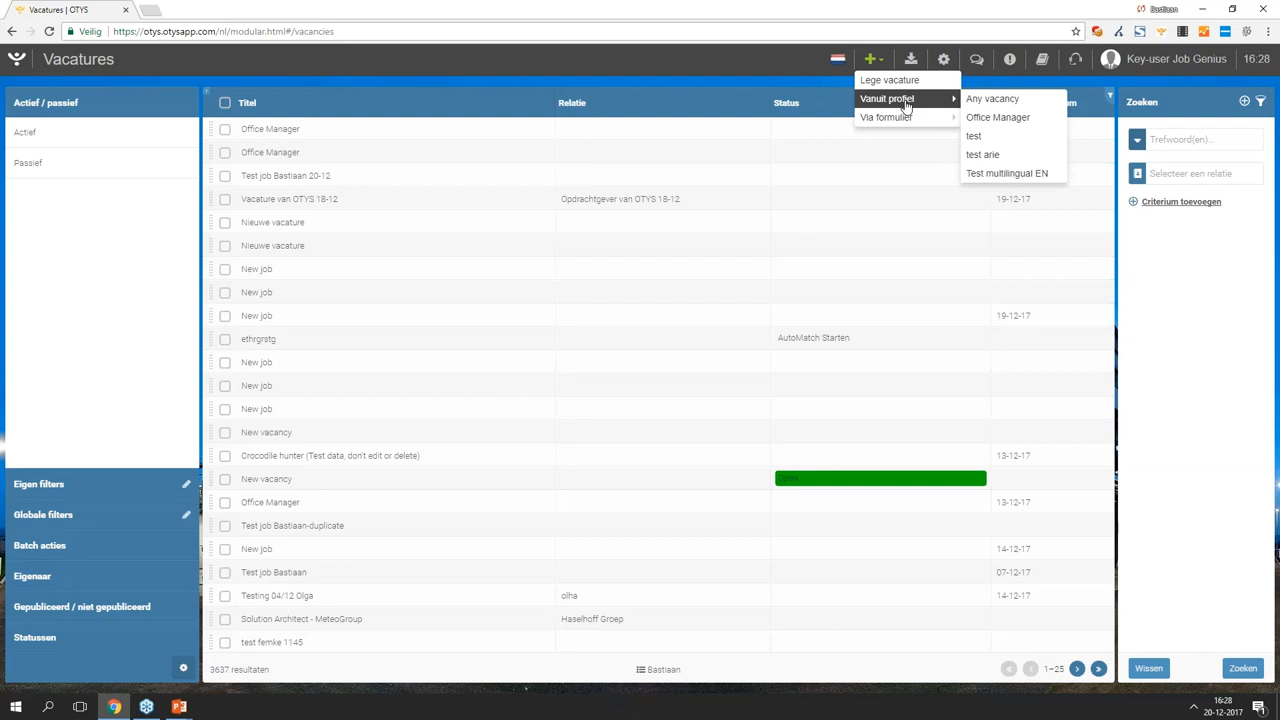 Vacatures | OTYS
Bastiaan
Veilig
https://otys.otysapp.com/nl/modular.html#/vacancies
Vacatures
Key-user Job Genius
16:28
Lege vacature
Vanuit profiel
Via formulier
Any vacancy
Office Manager
test
test arie
Test multilingual EN
Actief / passief
Actief
Passief
Eigen filters
Globale filters
Batch acties
Eigenaar
Gepubliceerd / niet gepubliceerd
Statussen
Titel Relatie Status um
Office Manager
Office Manager
Test job Bastiaan 20-12
Vacature van OTYS 18-12 Opdrachtgever van OTYS 18-12 19-12-17
Nieuwe vacature
Nieuwe vacature
New job
New job
New job 19-12-17
ethrgrstg AutoMatch Starten
New job
New job
New job
New vacancy
Crocodile hunter (Test data, don't edit or delete) 13-12-17
New vacancy
Office Manager 13-12-17
Test job Bastiaan-duplicate
New job 14-12-17
Test job Bastiaan 07-12-17
Testing 04/12 Olga olha 14-12-17
Solution Architect - MeteoGroup Haselhoff Groep
test femke 1145
3637 resultaten
Bastiaan
1–25
Zoeken
Trefwoord(en)...
Selecteer een relatie
Criterium toevoegen
Wissen
Zoeken
16:28
20-12-2017
1